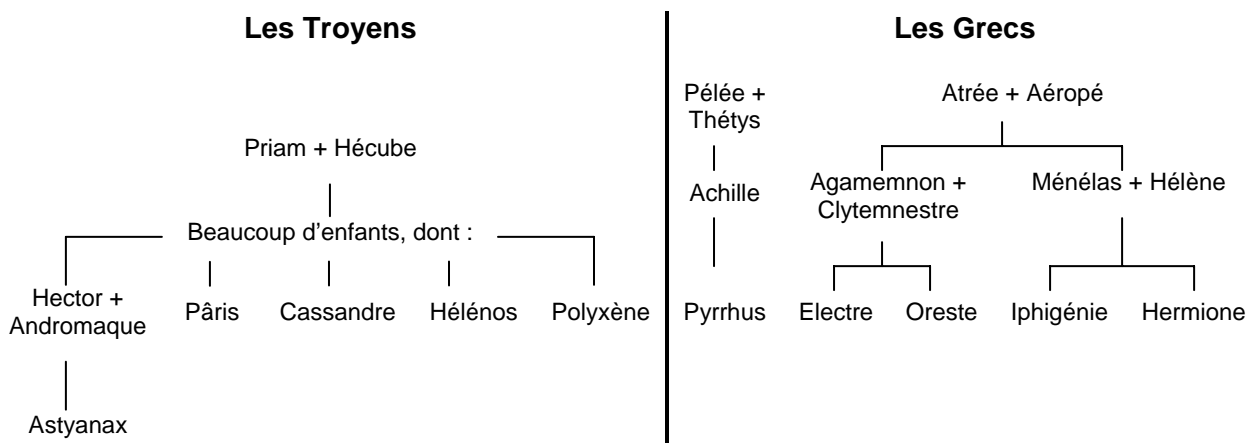 Les Troyens
Priam + Hécube
Beaucoup d'enfants, dont :
Hector +
Andromaque
Pâris
Cassandre
Hélénos
Polyxène
Astyanax
Les Grecs
Pélée +
Thétys
Atrée + Aéropé
Achille
Agamemnon +
Clytemnestre
Ménélas + Hélène
Pyrrhus
Electre
Oreste
Iphigénie
Hermione